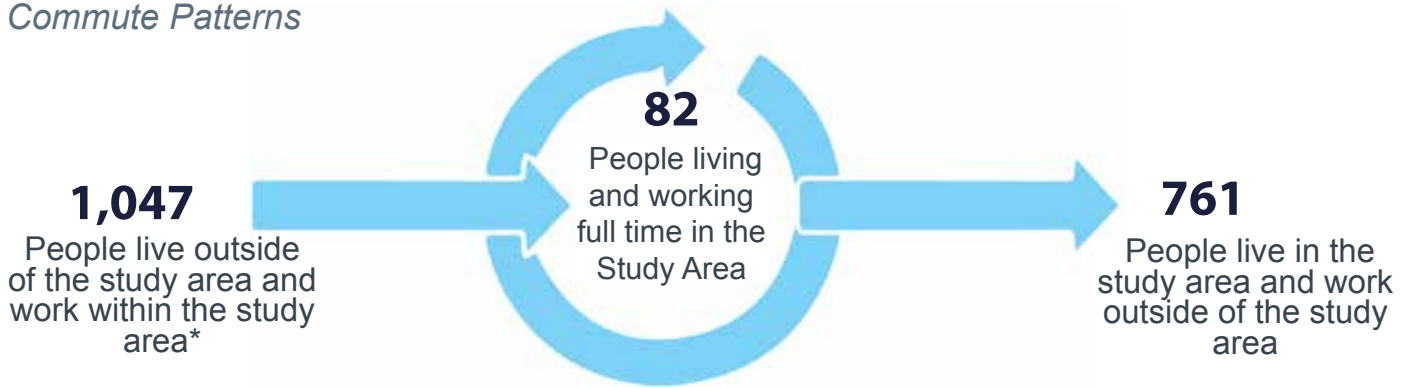 Commute Patterns
1,047
People live outside
of the study area and
work within the study
area*
82
People living
and working
full time in the
Study Area
761
People live in the
study area and work
outside of the study
area